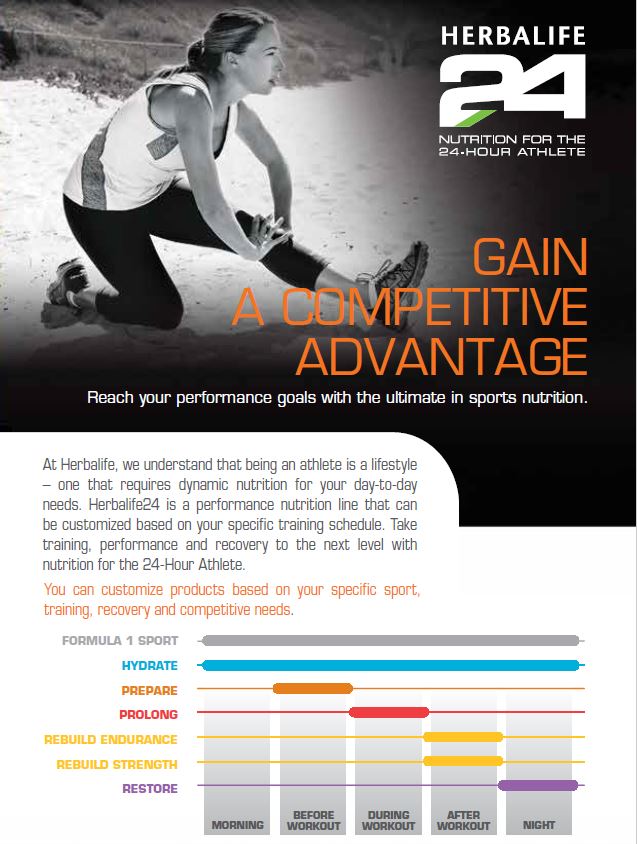 HERBALIFE
24
NUTRITION FOR THE
24-HOUR ATHLETE
GAIN
A COMPETITIVE
ADVANTAGE
Reach your performance goals with the ultimate in sports nutrition.
At Herbalife, we understand that being an athlete is a lifestyle
– one that requires dynamic nutrition for your day-to-day
needs. Herbalife24 is a performance nutrition line that can
be customized based on your specific training schedule. Take
training, performance and recovery to the next level with
nutrition for the 24-Hour Athlete.
You can customize products based on your specific sport,
training, recovery and competitive needs.
FORMULA 1 SPORT
HYDRATE
PREPARE
PROLONG
REBUILD ENDURANCE
REBUILD STRENGTH
RESTORE
MORNING
BEFORE
WORKOUT
DURING
WORKOUT
AFTER
WORKOUT
NIGHT